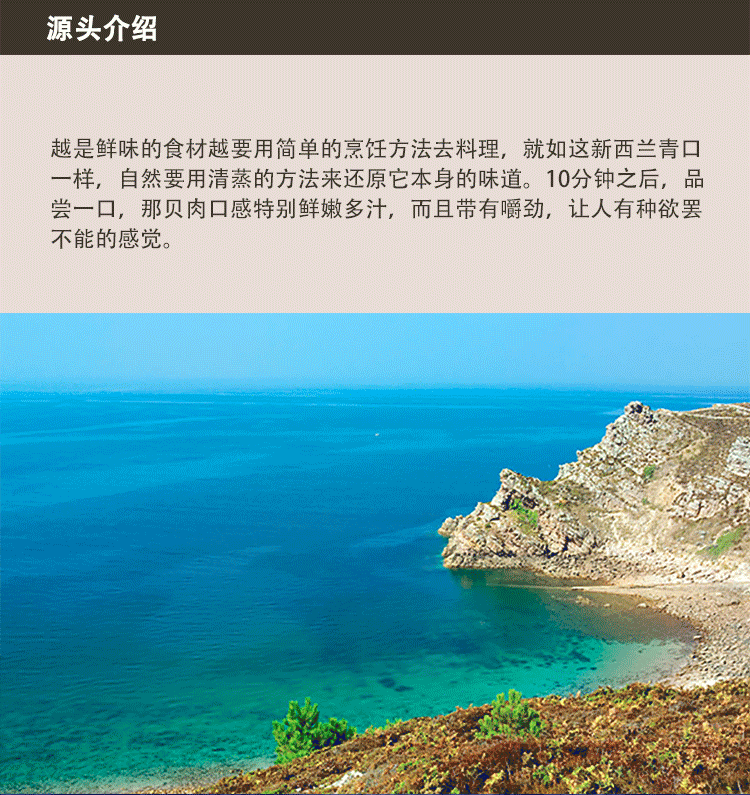 源头介绍
越是鲜味的食材越要用简单的烹饪方法去料理，就如这新西兰青口
一样，自然要用清蒸的方法来还原它本身的味道。10分钟之后，品
尝一口，那贝肉口感特别鲜嫩多汁，而且带有嚼劲，让人有种欲罢
不能的感觉。